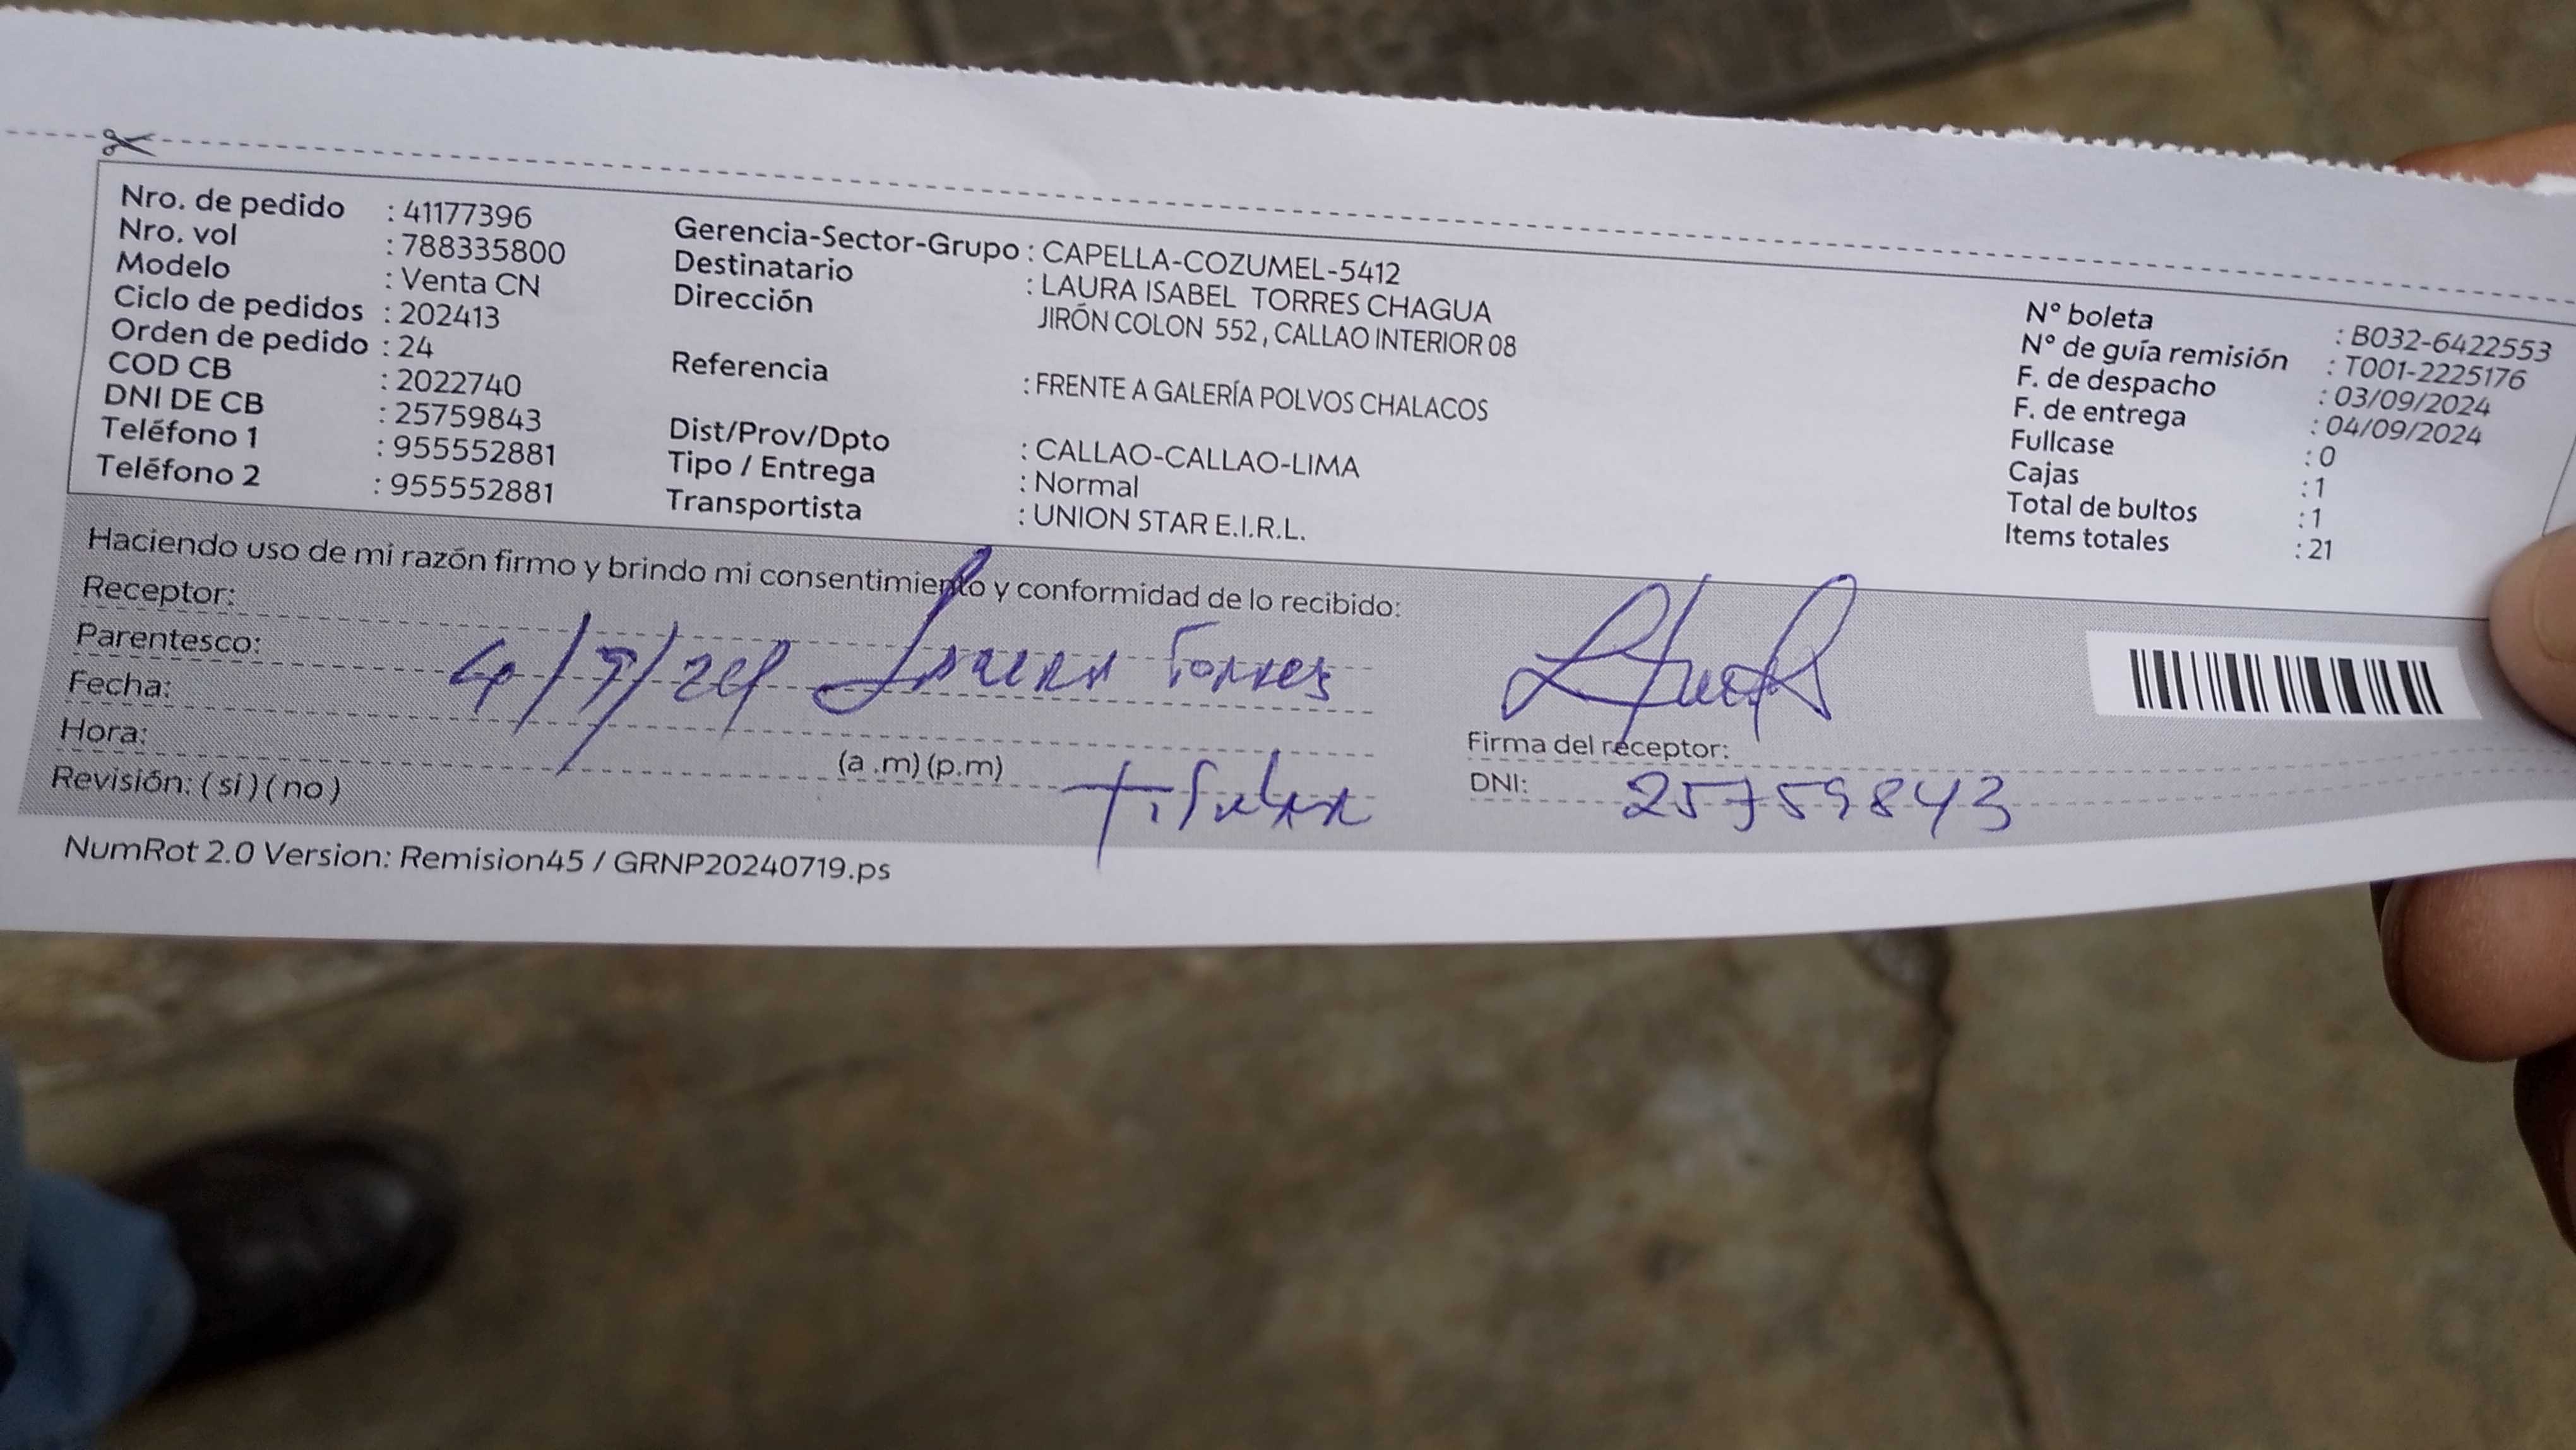 Nro. de pedido : 41177396
Nro. vol : 788335800
Modelo : Venta CN
Ciclo de pedidos : 202413
Orden de pedido : 24
COD CB : 2022740
DNI DE CB : 25759843
Teléfono 1 : 955552881
Teléfono 2 : 955552881
Gerencia-Sector-Grupo : CAPELLA-COZUMEL-5412
Destinatario : LAURA ISABEL TORRES CHAGUA
Dirección JIRÓN COLON 552, CALLAO INTERIOR 08
Referencia : FRENTE A GALERÍA POLVOS CHALACOS
Dist/Prov/Dpto : CALLAO-CALLAO-LIMA
Tipo / Entrega : Normal
Transportista : UNION STAR E.I.R.L.
N° boleta : B032-6422553
N° de guía remisión : T001-2225176
F. de despacho : 03/09/2024
F. de entrega : 04/09/2024
Fullcase : 0
Cajas : 1
Total de bultos : 1
Items totales : 21
Haciendo uso de mi razón firmo y brindo mi consentimiento y conformidad de lo recibido:
Receptor:
Parentesco:
4/9/24 Laura Torres
Fecha:
Hora: (a .m) (p.m)
Titular
Revisión: ( si ) ( no )
Firma del receptor:
DNI: 25759843
NumRot 2.0 Version: Remision45 / GRNP20240719.ps